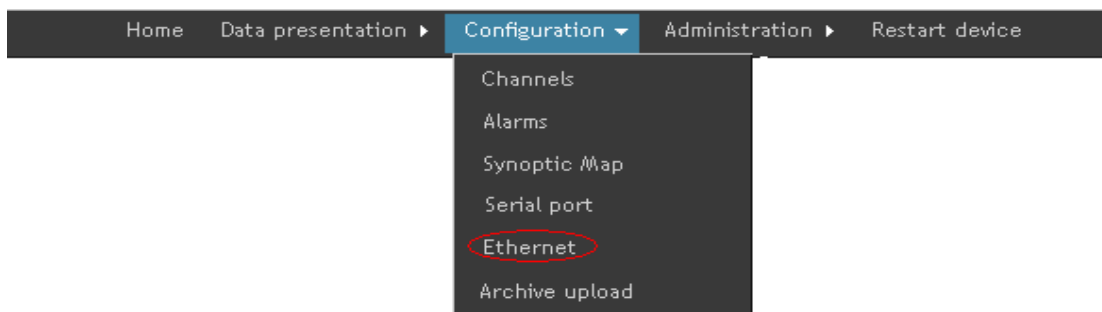 Home Data presentation Configuration Administration Restart device
Channels
Alarms
Synoptic Map
Serial port
Ethernet
Archive upload